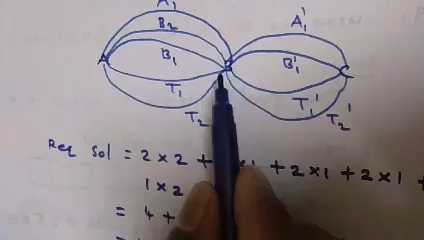 A₁ A₁'
B₂
A B₁ B B₁' C
T₁ T₁'
T₂ T₂'
Req sol = 2×2 + ×1 + 2×1 + 2×1 +
1×2
= 4 +